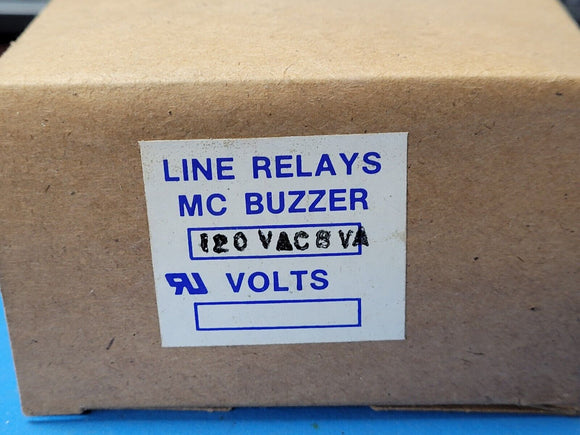 LINE RELAYS
MC BUZZER
120 VAC 8 VA
VOLTS